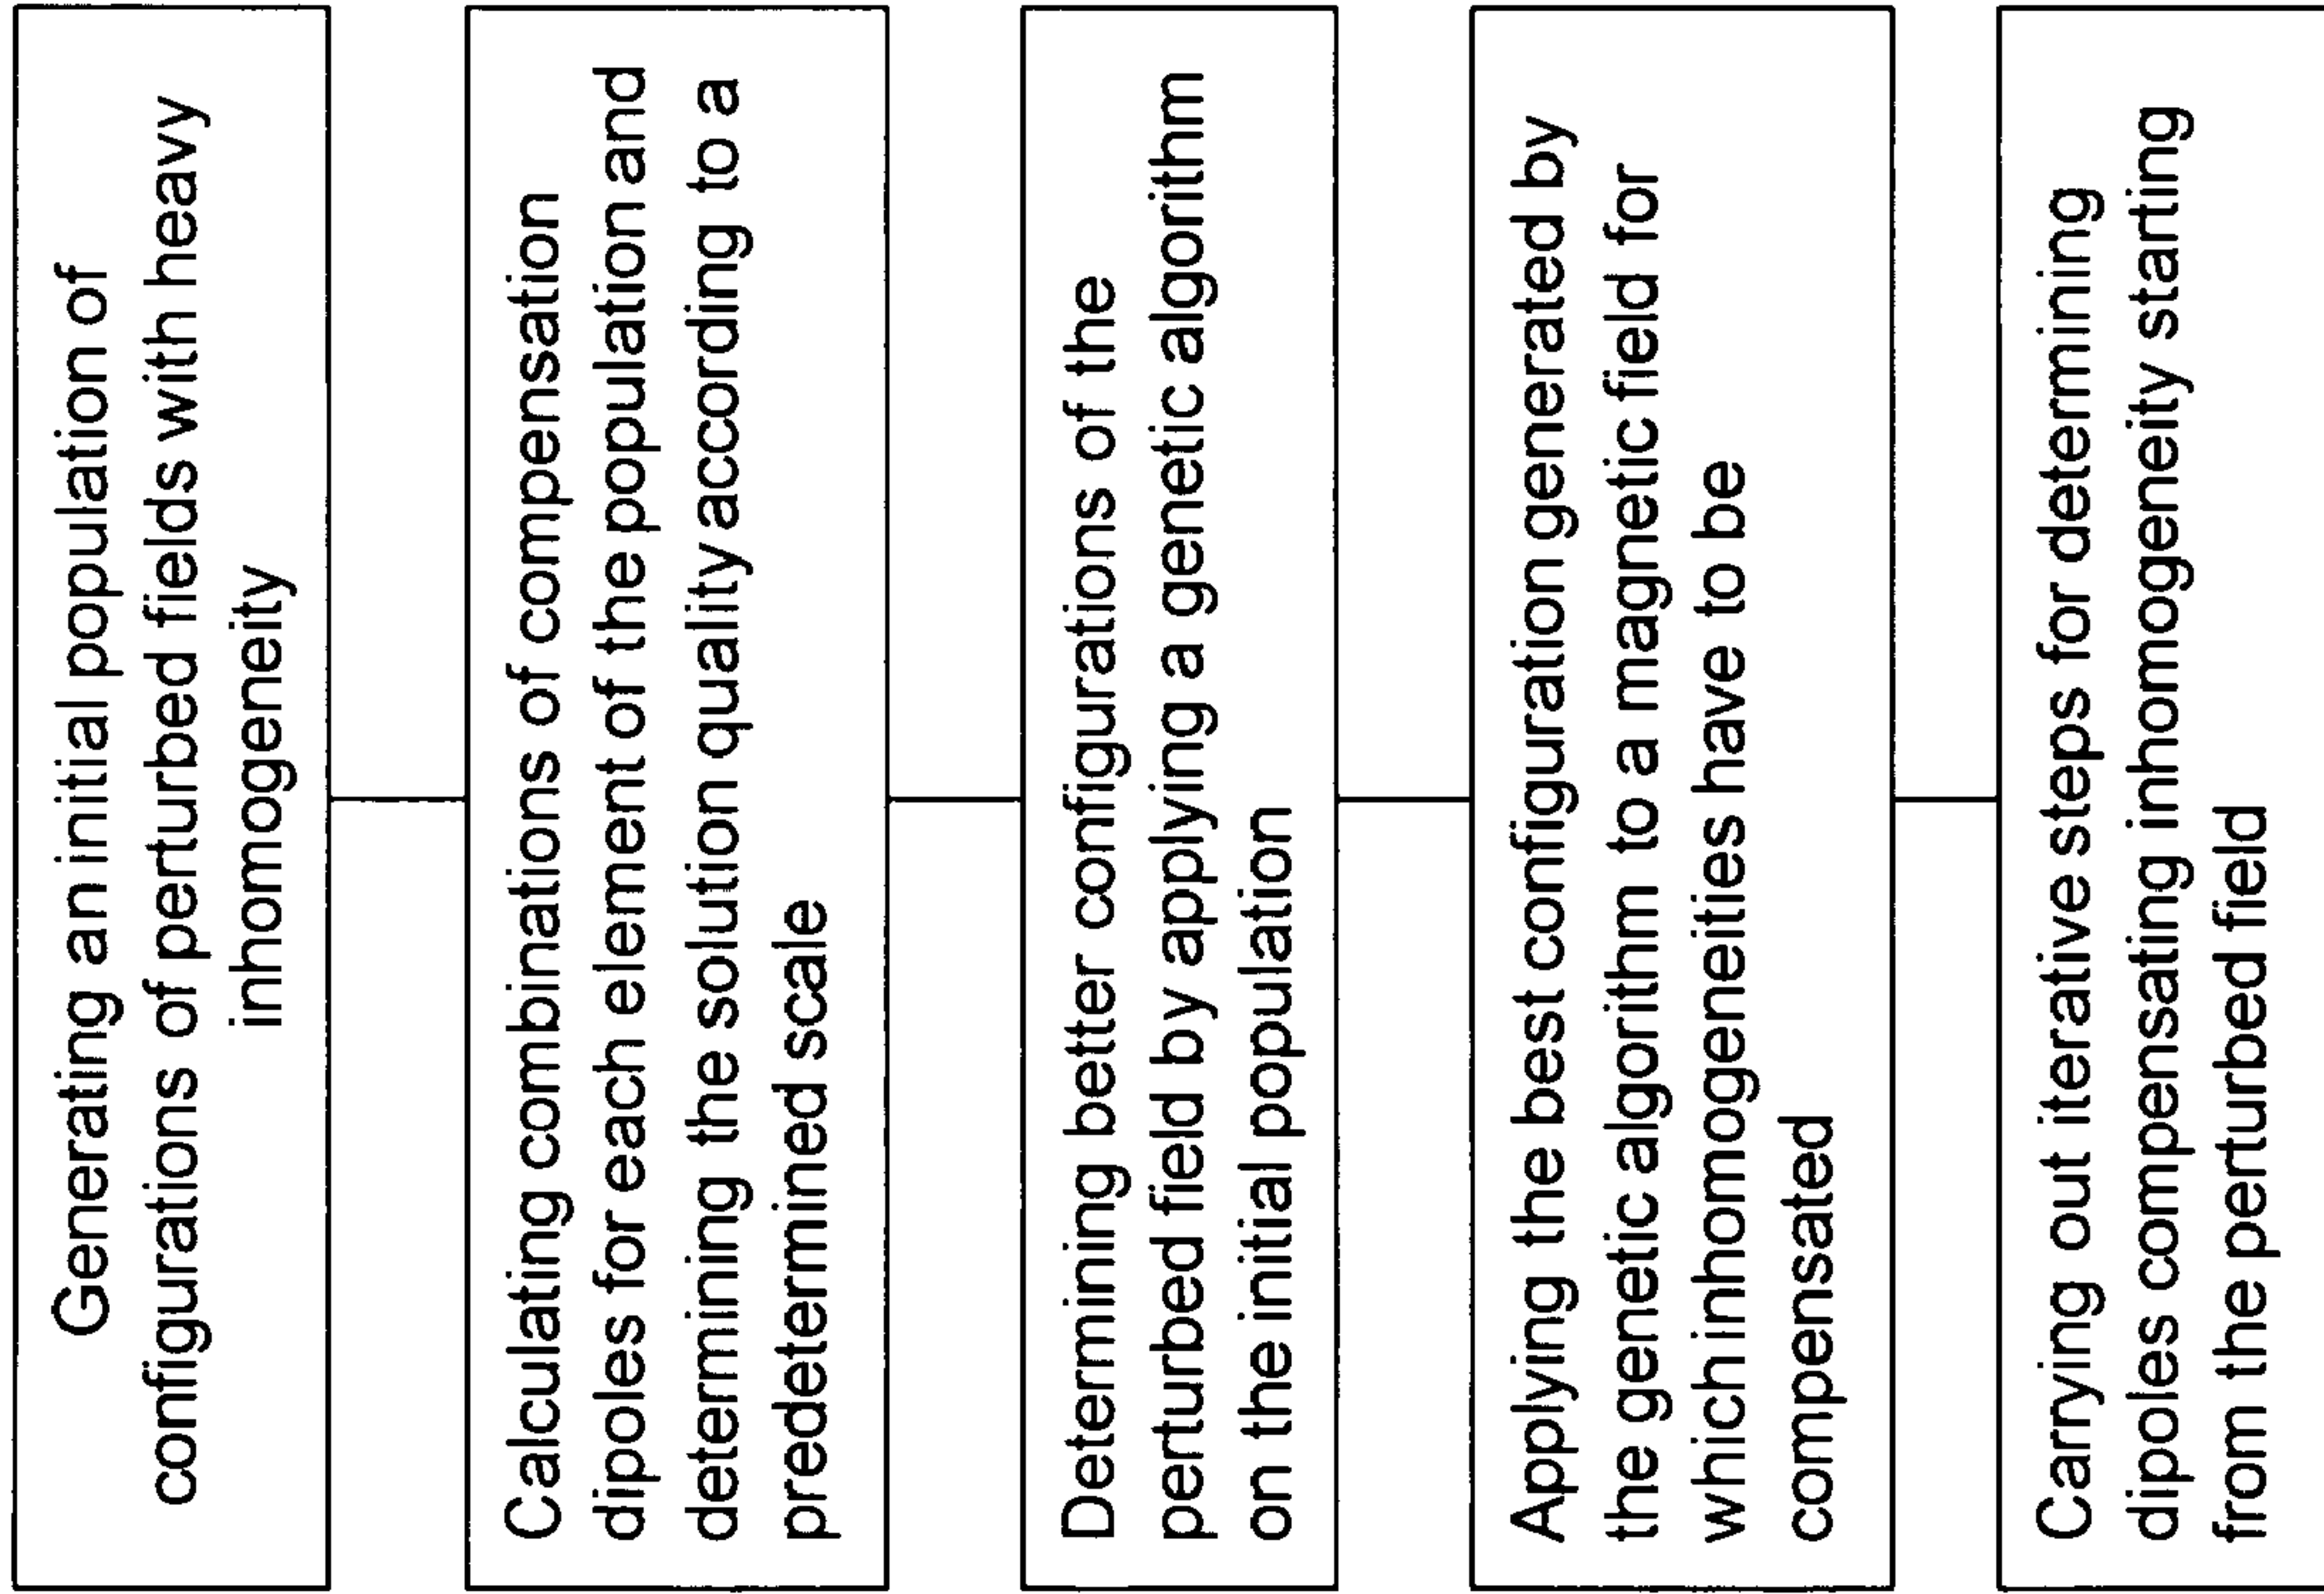 Generating an initial population of
configurations of perturbed fields with heavy
inhomogeneity
Calculating combinations of compensation
dipoles for each element of the population and
determining the solution quality according to a
predetermined scale
Determining better configurations of the
perturbed field by applying a genetic algorithm
on the initial population
Applying the best configuration generated by
the genetic algorithm to a magnetic field for
which inhomogeneities have to be
compensated
Carrying out iterative steps for determining
dipoles compensating inhomogeneity starting
from the perturbed field